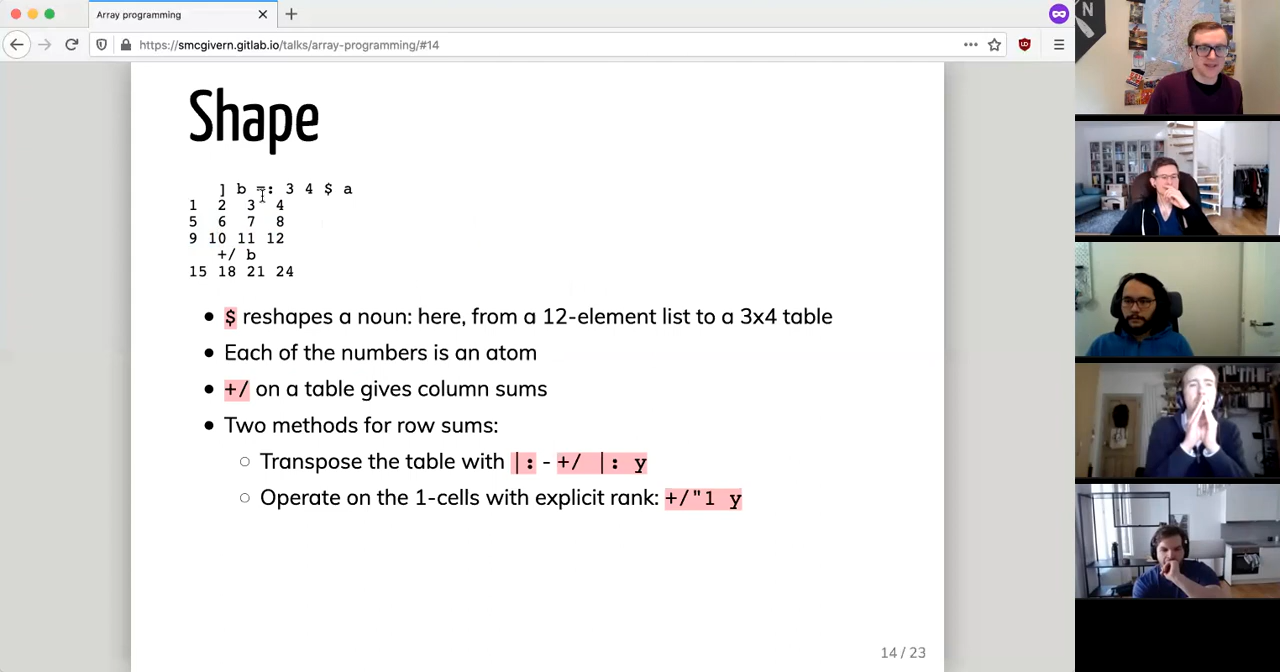 Array programming
https://smcgivern.gitlab.io/talks/array-programming/#14
N
Shape
] b =: 3 4 $ a
1 2 3 4
5 6 7 8
9 10 11 12
+/ b
15 18 21 24
$ reshapes a noun: here, from a 12-element list to a 3x4 table
Each of the numbers is an atom
+/ on a table gives column sums
Two methods for row sums:
Transpose the table with |: - +/ |: y
Operate on the 1-cells with explicit rank: +/"1 y
14 / 23